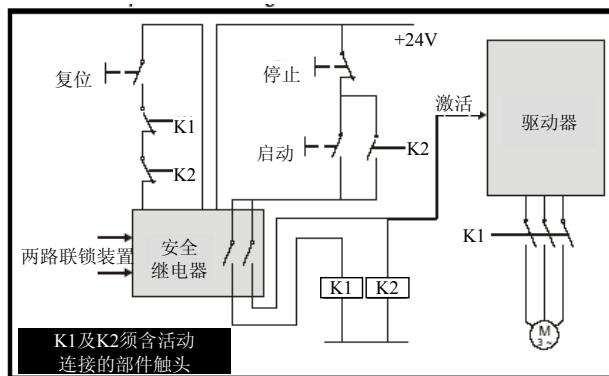 +24V
复位
停止
激活
驱动器
K1
启动
K2
K2
K1
两路联锁装置
安全
继电器
K1
K2
K1及K2须含活动
连接的部件触头
M
3~